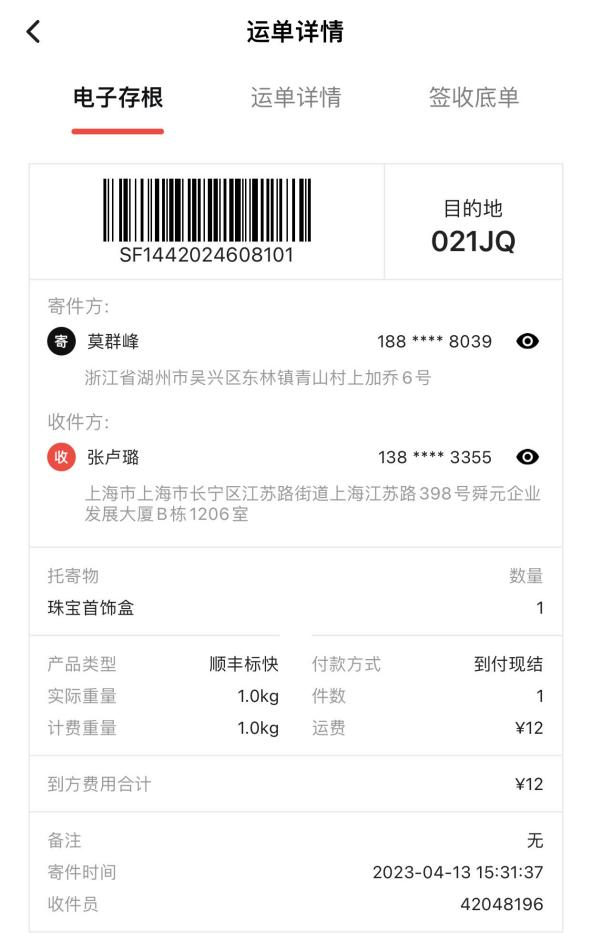 运单详情
电子存根 运单详情 签收底单
SF1442024608101
目的地
021JQ
寄件方:
寄 莫群峰 188 **** 8039
浙江省湖州市吴兴区东林镇青山村上加乔6号
收件方:
收 张卢璐 138 **** 3355
上海市上海市长宁区江苏路街道上海江苏路398号舜元企业
发展大厦B栋1206室
托寄物 数量
珠宝首饰盒 1
产品类型 顺丰标快 付款方式 到付现结
实际重量 1.0kg 件数 1
计费重量 1.0kg 运费 ¥12
到方费用合计 ¥12
备注 无
寄件时间 2023-04-13 15:31:37
收件员 42048196